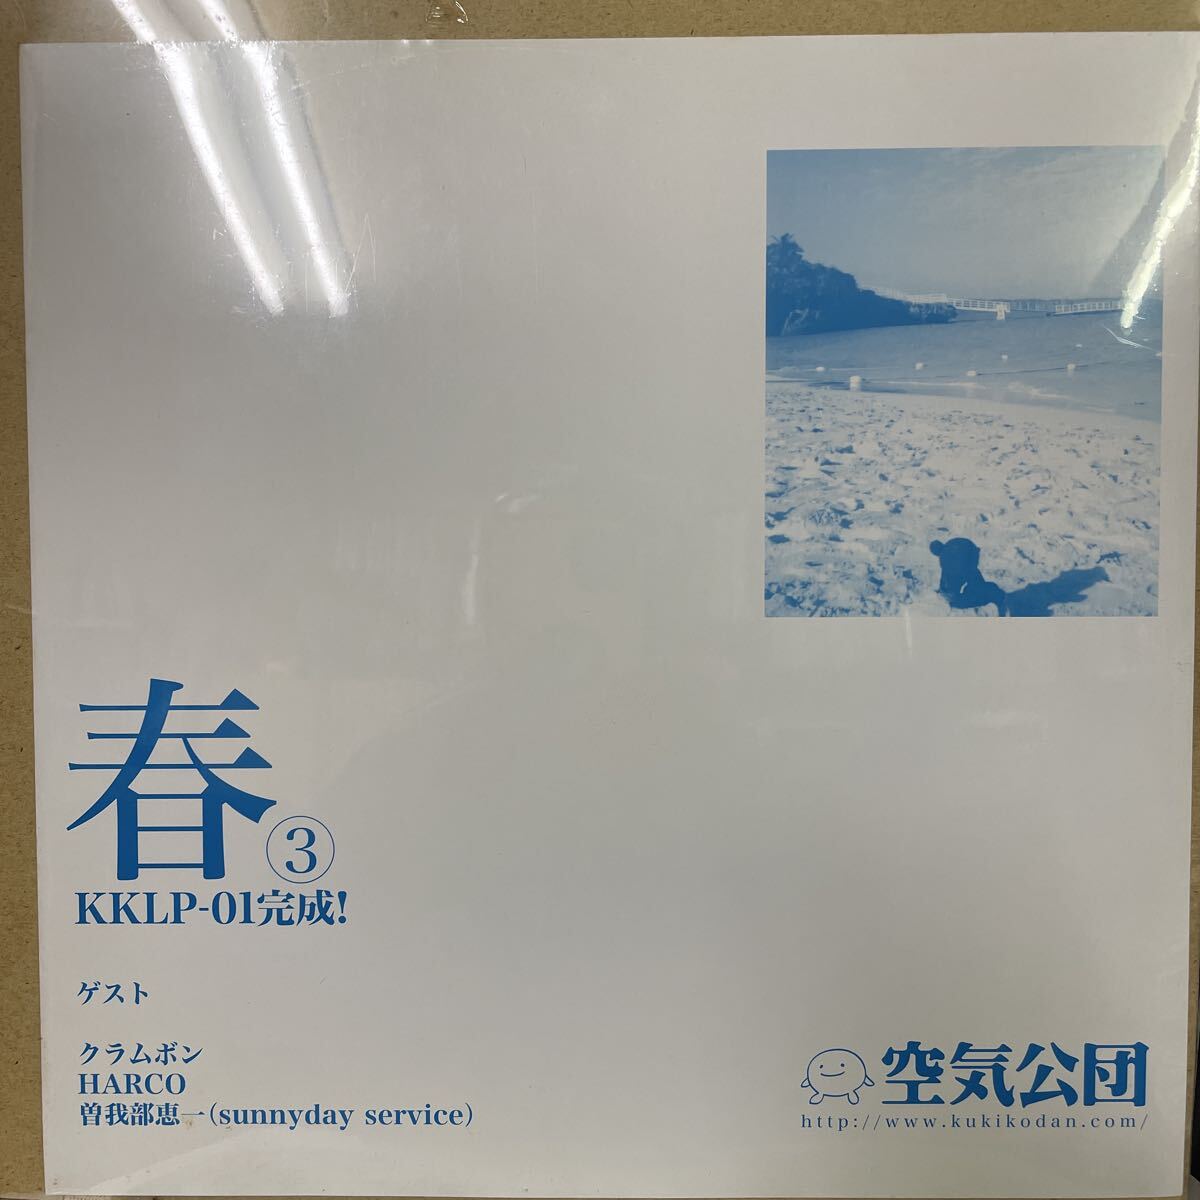 春③
KKLP-01完成!
ゲスト
クラムボン
HARCO
曽我部恵一(sunnyday service)
空気公団
http://www.kukikodan.com/